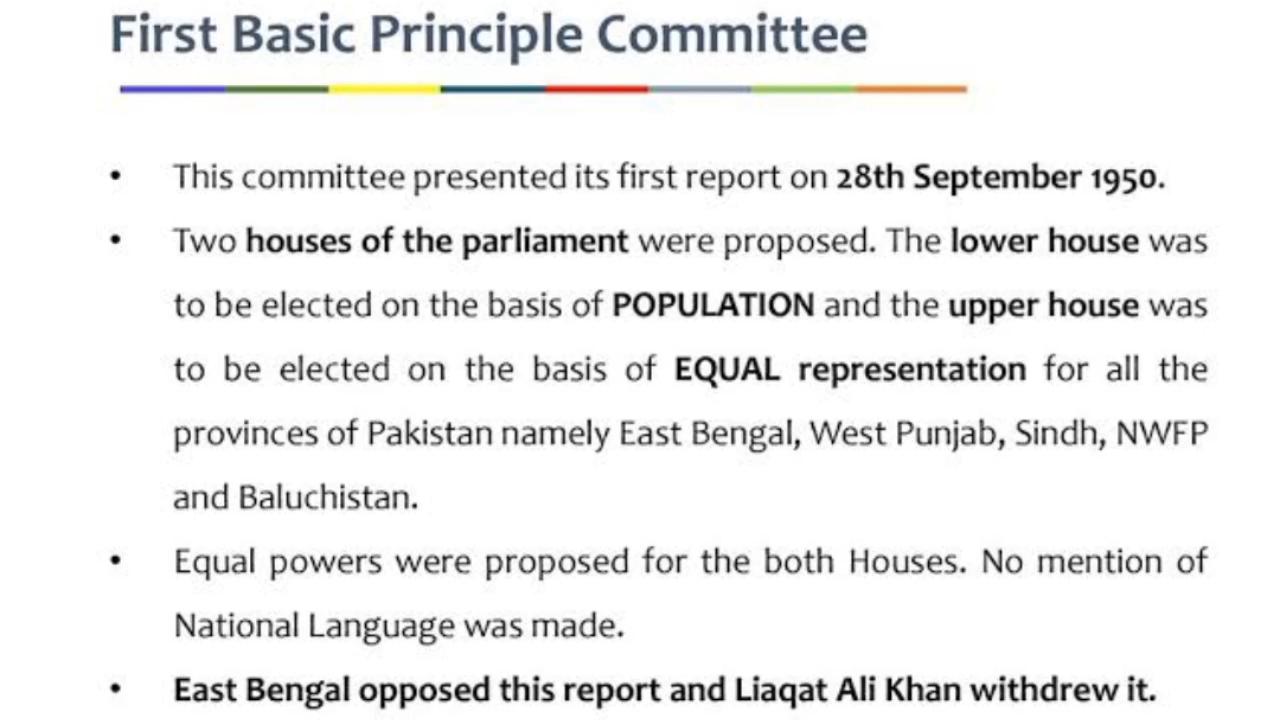 First Basic Principle Committee
• This committee presented its first report on 28th September 1950.
• Two houses of the parliament were proposed. The lower house was
to be elected on the basis of POPULATION and the upper house was
to be elected on the basis of EQUAL representation for all the
provinces of Pakistan namely East Bengal, West Punjab, Sindh, NWFP
and Baluchistan.
• Equal powers were proposed for the both Houses. No mention of
National Language was made.
• East Bengal opposed this report and Liaqat Ali Khan withdrew it.